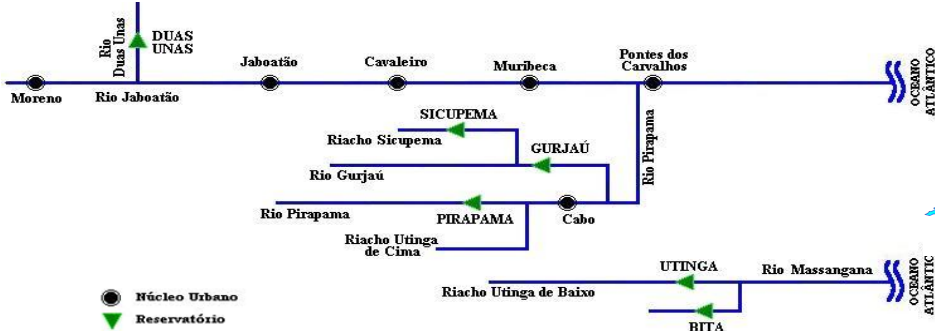 Rio
Duas Unas
DUAS
UNAS
Moreno
Rio Jaboatão
Jaboatão
Cavaleiro
Muribeca
Pontes dos
Carvalhos
OCEANO
ATLÂNTICO
SICUPEMA
Riacho Sicupema
GURJAÚ
Rio Gurjaú
Rio Pirapama
Rio Pirapama
PIRAPAMA
Cabo
Riacho Utinga
de Cima
UTINGA
Rio Massangana
OCEANO
ATLÂNTIC
Riacho Utinga de Baixo
BITA
Núcleo Urbano
Reservatório